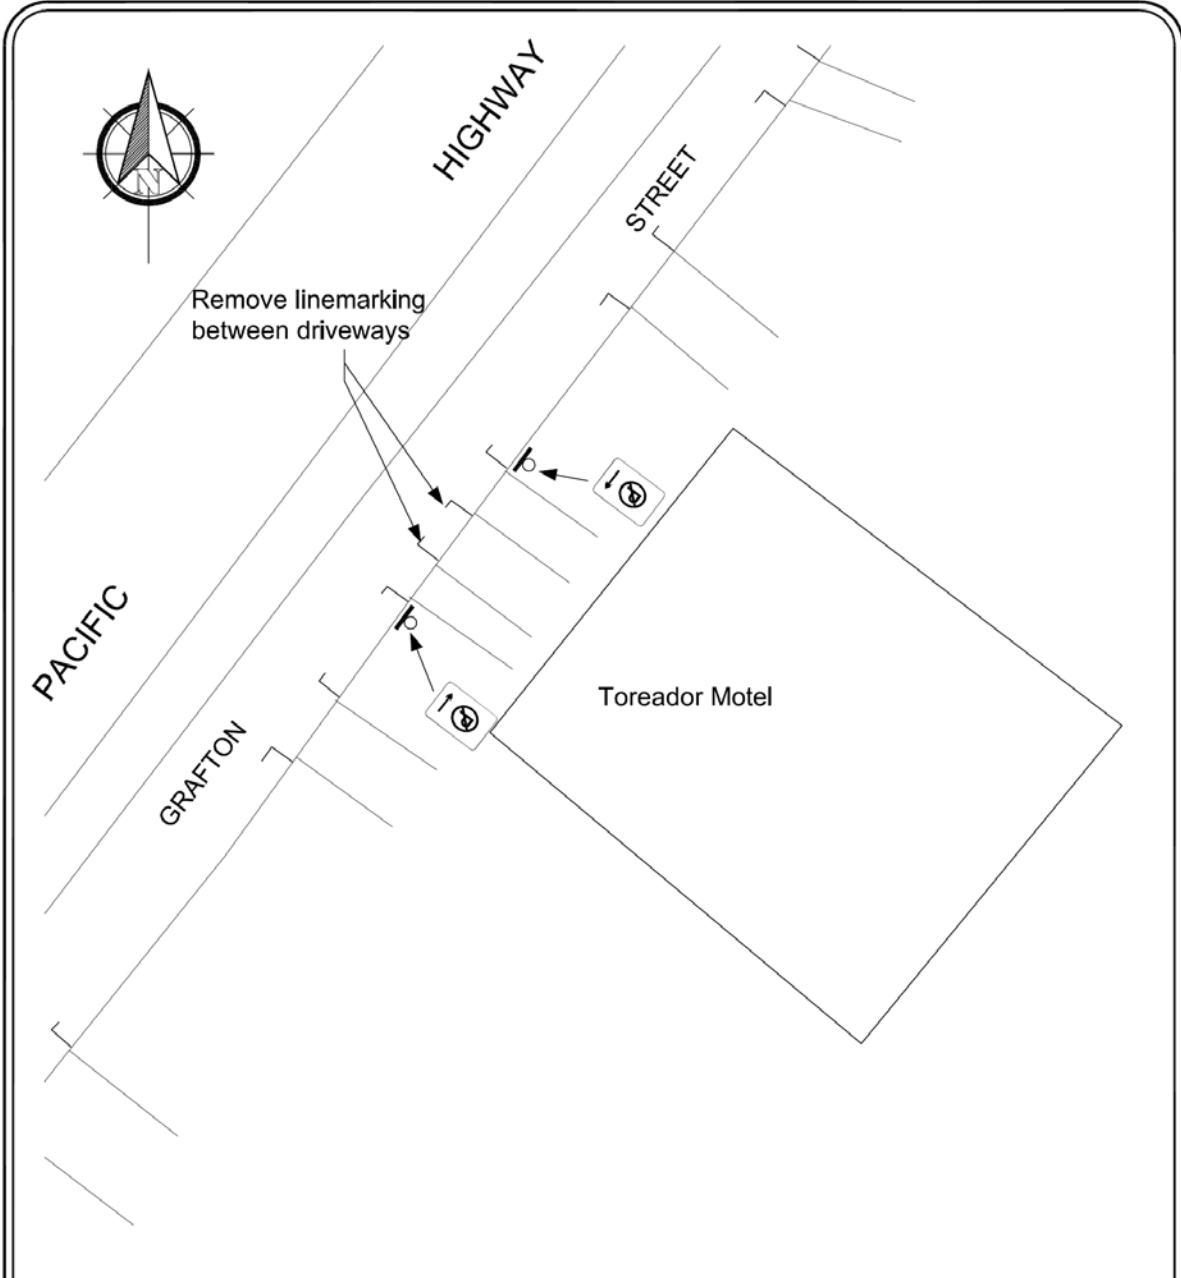 N
HIGHWAY
STREET
Remove linemarking
between driveways
PACIFIC
GRAFTON
Toreador Motel